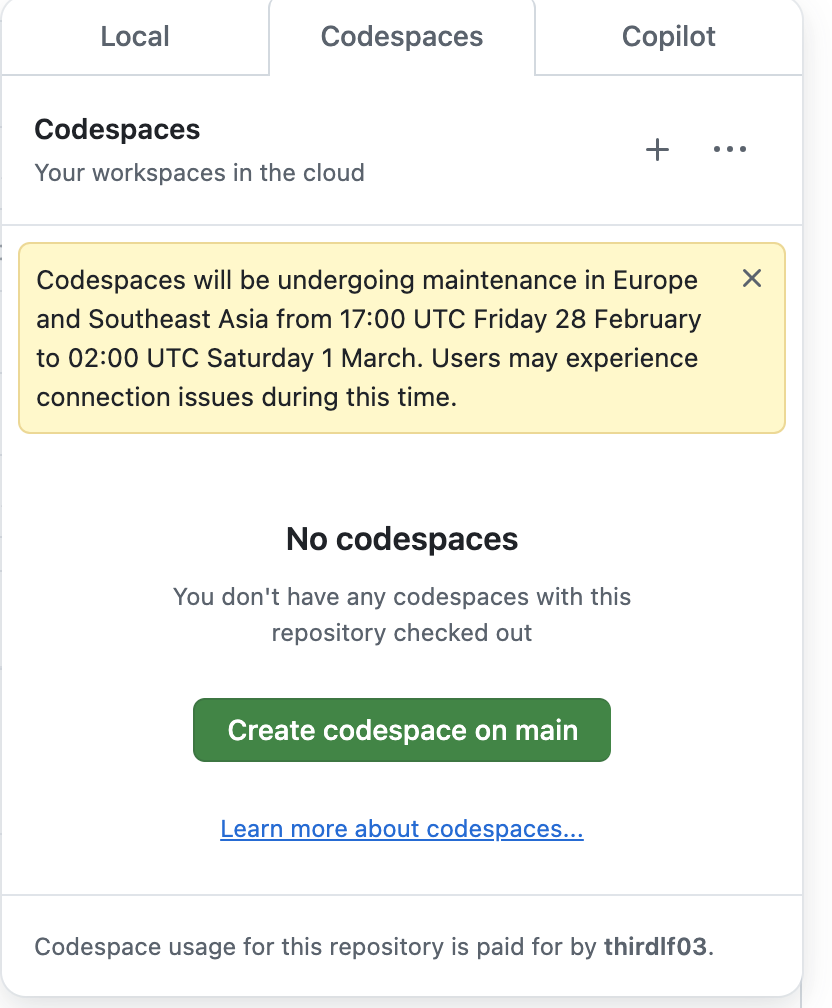 Local
Codespaces
Copilot
Codespaces
Your workspaces in the cloud
Codespaces will be undergoing maintenance in Europe
and Southeast Asia from 17:00 UTC Friday 28 February
to 02:00 UTC Saturday 1 March. Users may experience
connection issues during this time.
No codespaces
You don't have any codespaces with this
repository checked out
Create codespace on main
Learn more about codespaces...
Codespace usage for this repository is paid for by thirdlf03.